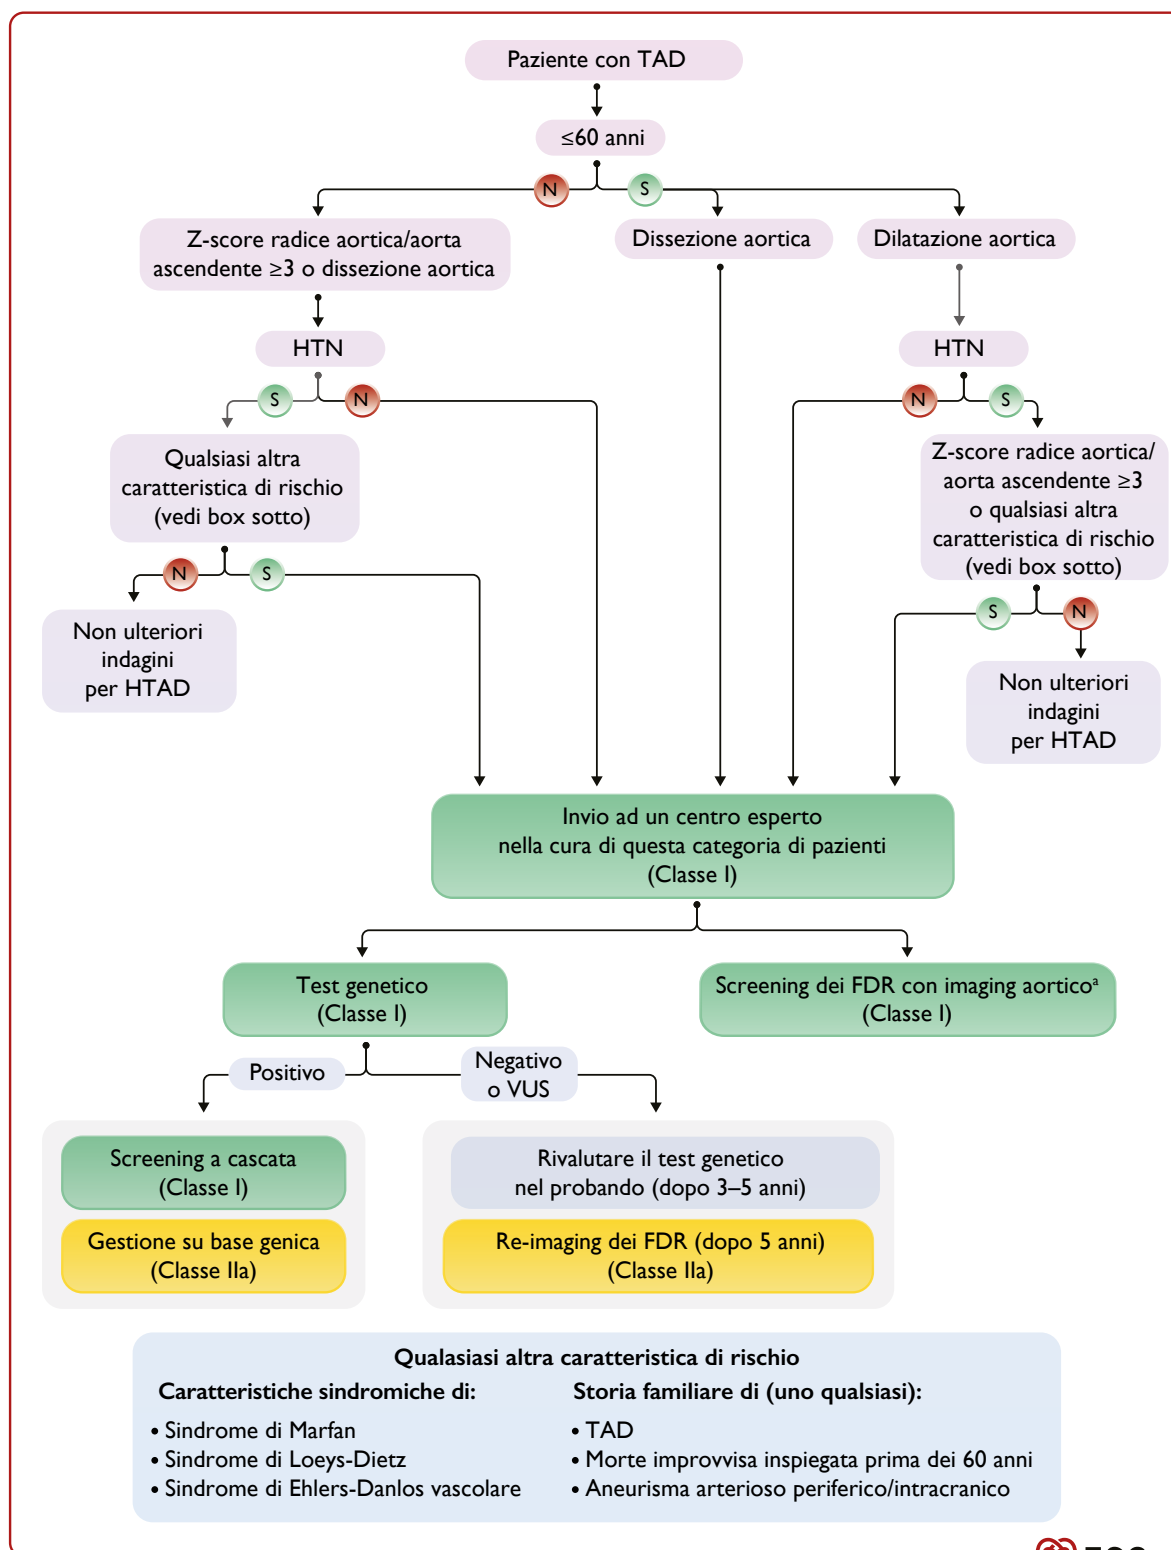 Paziente con TAD
≤60 anni
N
S
Z-score radice aortica/aorta
ascendente ≥3 o dissezione aortica
Dissezione aortica
Dilatazione aortica
HTN
HTN
S
N
N
S
Qualsiasi altra
caratteristica di rischio
(vedi box sotto)
Z-score radice aortica/
aorta ascendente ≥3
o qualsiasi altra
caratteristica di rischio
(vedi box sotto)
N
S
S
N
Non ulteriori
indagini
per HTAD
Non ulteriori
indagini
per HTAD
Invio ad un centro esperto
nella cura di questa categoria di pazienti
(Classe I)
Test genetico
(Classe I)
Screening dei FDR con imaging aorticoᵃ
(Classe I)
Positivo
Negativo
o VUS
Screening a cascata
(Classe I)
Gestione su base genica
(Classe IIa)
Rivalutare il test genetico
nel probando (dopo 3–5 anni)
Re-imaging dei FDR (dopo 5 anni)
(Classe IIa)
Qualasiasi altra caratteristica di rischio
Caratteristiche sindromiche di:
• Sindrome di Marfan
• Sindrome di Loeys-Dietz
• Sindrome di Ehlers-Danlos vascolare
Storia familiare di (uno qualsiasi):
• TAD
• Morte improvvisa inspiegata prima dei 60 anni
• Aneurisma arterioso periferico/intracranico